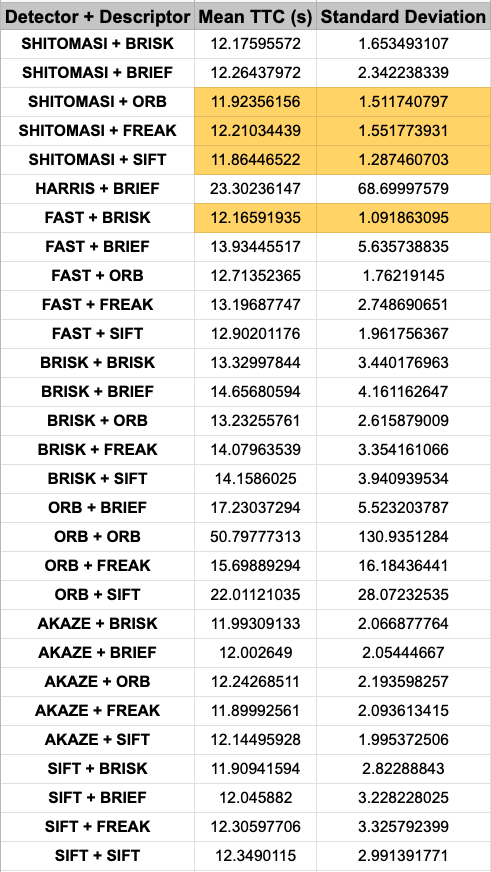 Detector + Descriptor Mean TTC (s) Standard Deviation
SHITOMASI + BRISK 12.17595572 1.653493107
SHITOMASI + BRIEF 12.26437972 2.342238339
SHITOMASI + ORB 11.92356156 1.511740797
SHITOMASI + FREAK 12.21034439 1.551773931
SHITOMASI + SIFT 11.86446522 1.287460703
HARRIS + BRIEF 23.30236147 68.69997579
FAST + BRISK 12.16591935 1.091863095
FAST + BRIEF 13.93445517 5.635738835
FAST + ORB 12.71352365 1.76219145
FAST + FREAK 13.19687747 2.748690651
FAST + SIFT 12.90201176 1.961756367
BRISK + BRISK 13.32997844 3.440176963
BRISK + BRIEF 14.65680594 4.161162647
BRISK + ORB 13.23255761 2.615879009
BRISK + FREAK 14.07963539 3.354161066
BRISK + SIFT 14.1586025 3.940939534
ORB + BRIEF 17.23037294 5.523203787
ORB + ORB 50.79777313 130.9351284
ORB + FREAK 15.69889294 16.18436441
ORB + SIFT 22.01121035 28.07232535
AKAZE + BRISK 11.99309133 2.066877764
AKAZE + BRIEF 12.002649 2.05444667
AKAZE + ORB 12.24268511 2.193598257
AKAZE + FREAK 11.89992561 2.093613415
AKAZE + SIFT 12.14495928 1.995372506
SIFT + BRISK 11.90941594 2.82288843
SIFT + BRIEF 12.045882 3.228228025
SIFT + FREAK 12.30597706 3.325792399
SIFT + SIFT 12.3490115 2.991391771